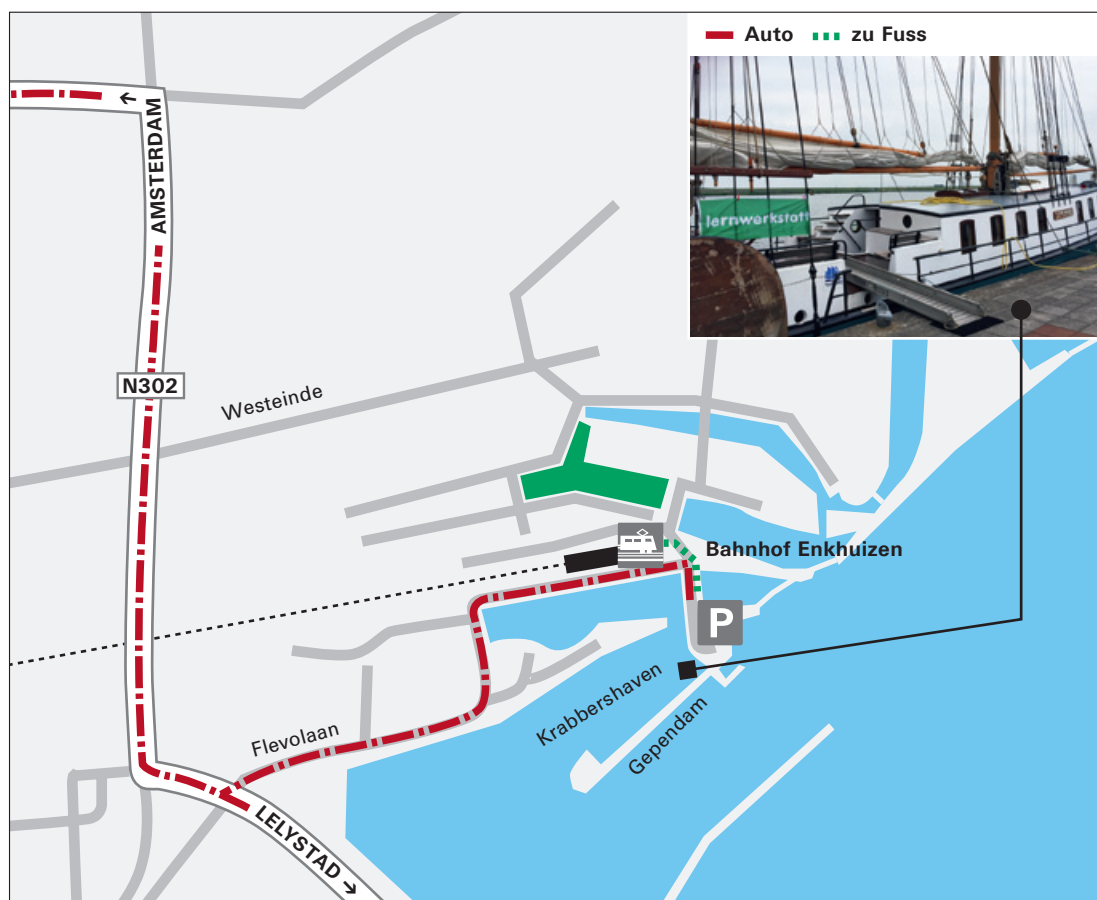 Auto zu Fuss
lernwerkstatt
AMSTERDAM
N302
Westeinde
Bahnhof Enkhuizen
P
Krabbershaven
Gependam
Flevolaan
LELYSTAD